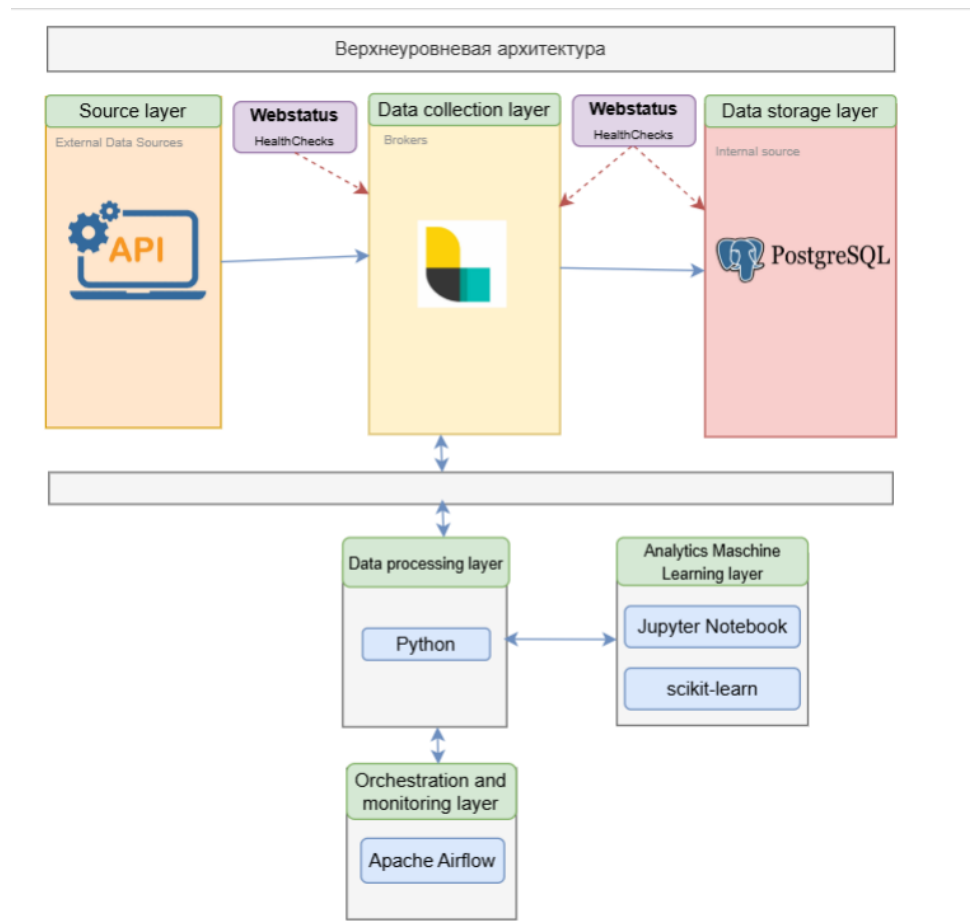 Верхнеуровневая архитектура
Source layer
External Data Sources
API
Webstatus
HealthChecks
Data collection layer
Brokers
Webstatus
HealthChecks
Data storage layer
Internal source
PostgreSQL
Data processing layer
Python
Analytics Maschine
Learning layer
Jupyter Notebook
scikit-learn
Orchestration and
monitoring layer
Apache Airflow